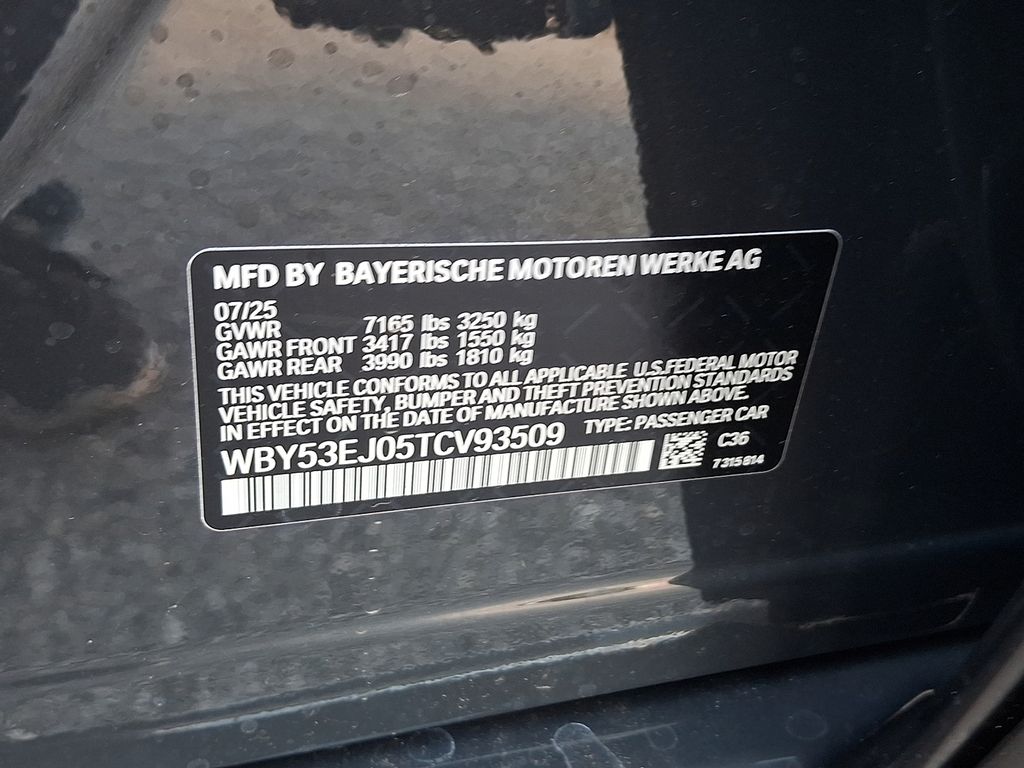 MFD BY BAYERISCHE MOTOREN WERKE AG
07/25
GVWR 7165 lbs 3250 kg
GAWR FRONT 3417 lbs 1550 kg
GAWR REAR 3990 lbs 1810 kg
THIS VEHICLE CONFORMS TO ALL APPLICABLE U.S.FEDERAL MOTOR
VEHICLE SAFETY, BUMPER AND THEFT PREVENTION STANDARDS
IN EFFECT ON THE DATE OF MANUFACTURE SHOWN ABOVE.
WBY53EJ05TCV93509 TYPE: PASSENGER CAR
C36
7315814